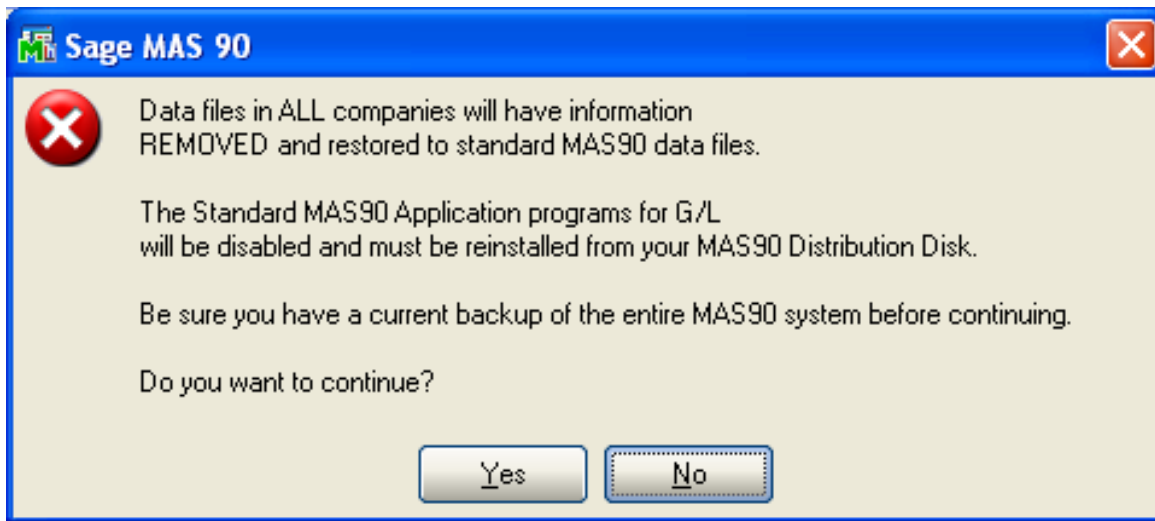 Sage MAS 90
Data files in ALL companies will have information
REMOVED and restored to standard MAS90 data files.
The Standard MAS90 Application programs for G/L
will be disabled and must be reinstalled from your MAS90 Distribution Disk.
Be sure you have a current backup of the entire MAS90 system before continuing.
Do you want to continue?
Yes
No